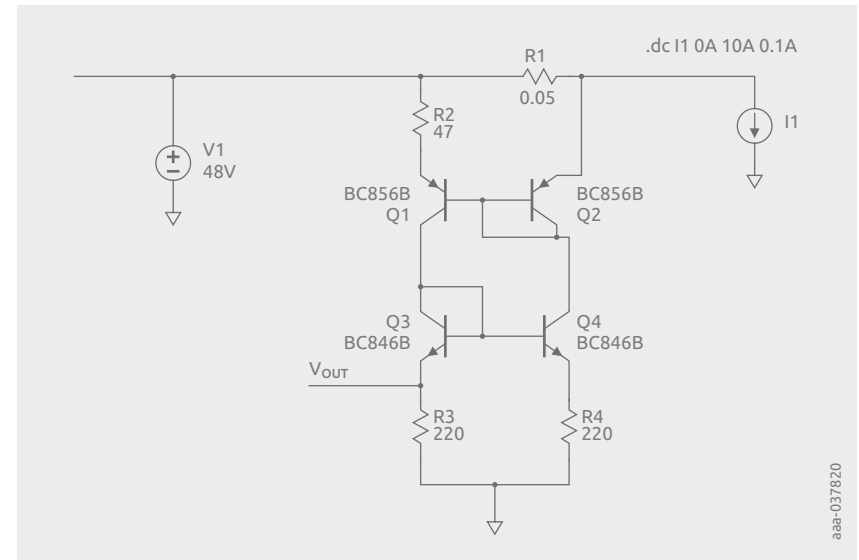 .dc I1 0A 10A 0.1A
R1
0.05
R2
47
V1
48V
I1
BC856B
Q1
BC856B
Q2
Q3
BC846B
Q4
BC846B
VOUT
R3
220
R4
220
aaa-037820